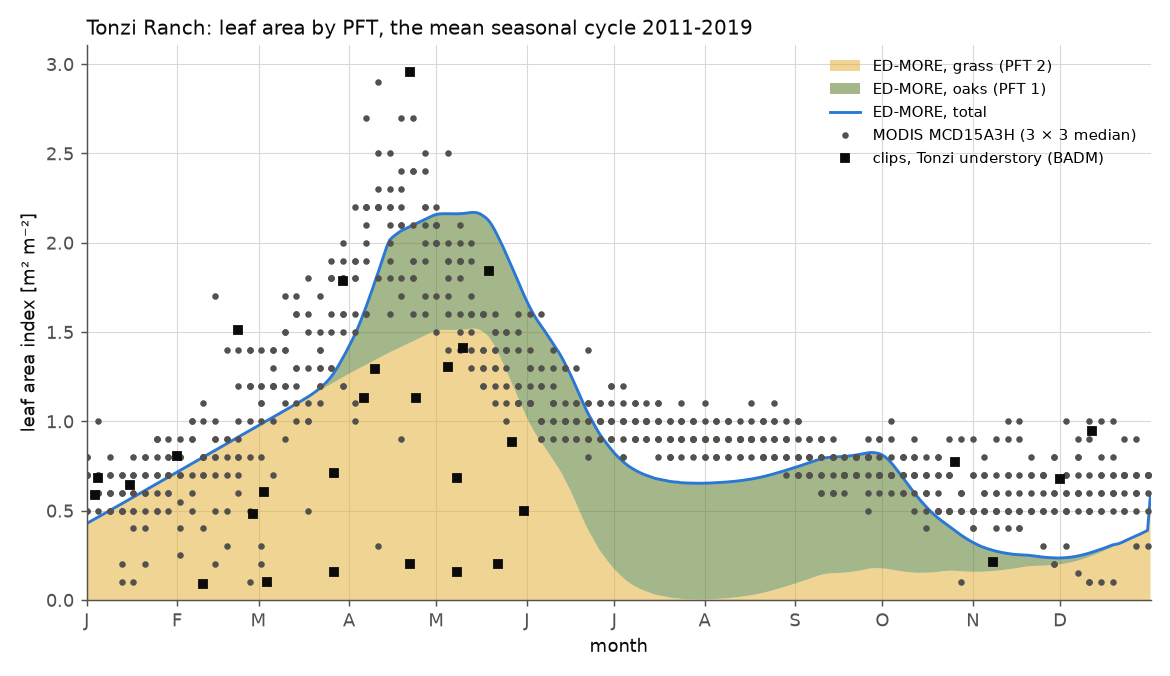 Tonzi Ranch: leaf area by PFT, the mean seasonal cycle 2011-2019
ED-MORE, grass (PFT 2)
ED-MORE, oaks (PFT 1)
ED-MORE, total
MODIS MCD15A3H (3 × 3 median)
clips, Tonzi understory (BADM)
leaf area index [m² m⁻²]
3.0
2.5
2.0
1.5
1.0
0.5
0.0
J F M A M J J A S O N D
month